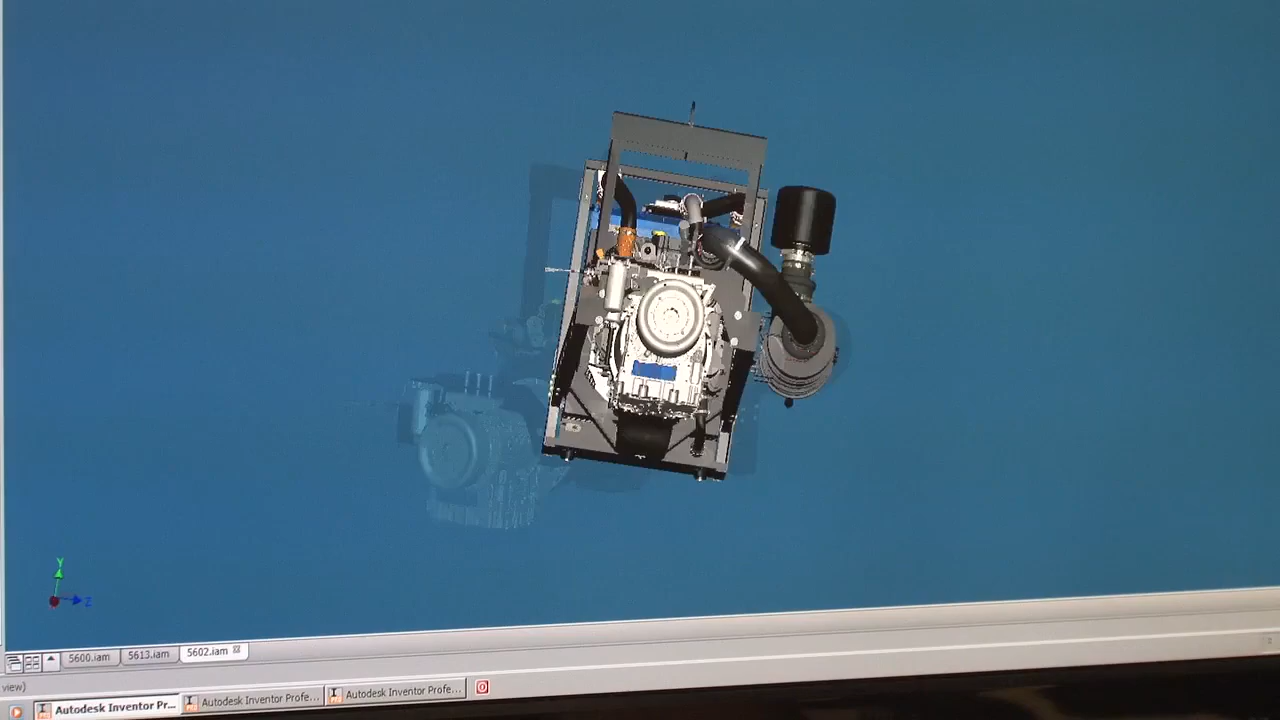 Y
Z
5600.iam 5613.iam 5602.iam
view)
Autodesk Inventor Pr... Autodesk Inventor Profe... Autodesk Inventor Profe...